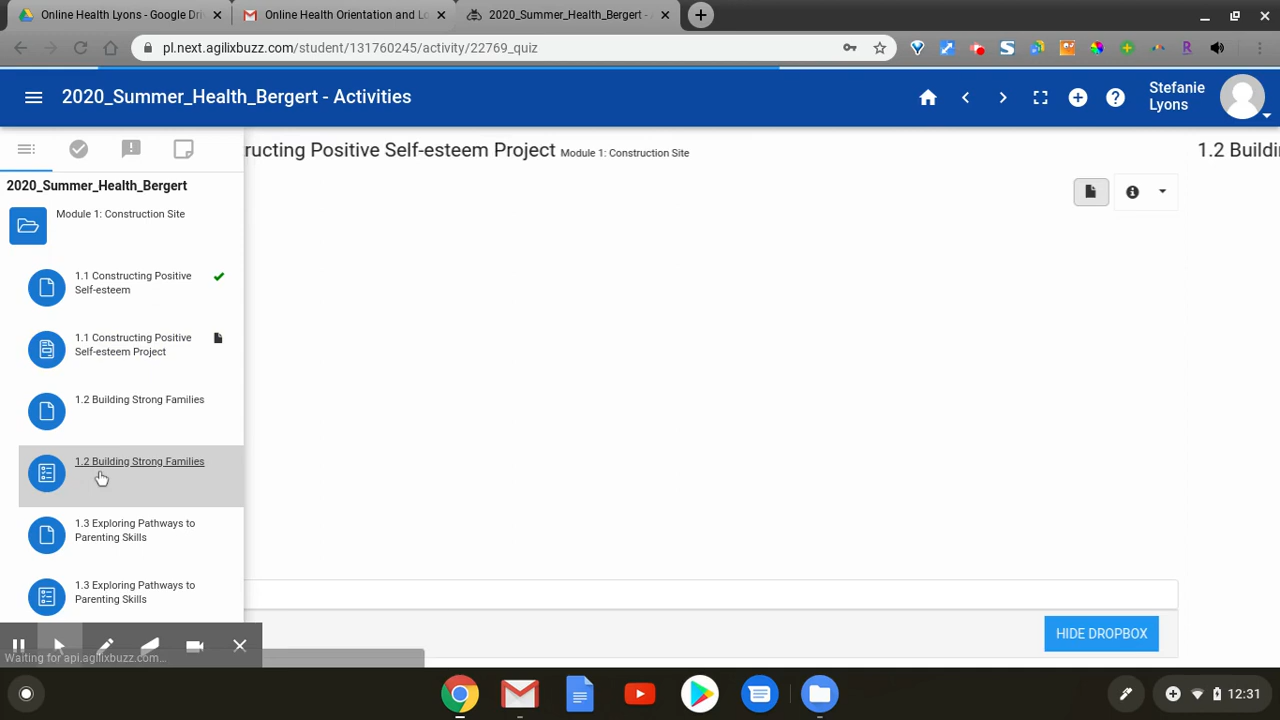 Online Health Lyons - Google Dri
Online Health Orientation and Lo
2020_Summer_Health_Bergert -
pl.next.agilixbuzz.com/student/131760245/activity/22769_quiz
2020_Summer_Health_Bergert - Activities
Stefanie
Lyons
ructing Positive Self-esteem Project Module 1: Construction Site
1.2 Buildi
2020_Summer_Health_Bergert
Module 1: Construction Site
1.1 Constructing Positive
Self-esteem
1.1 Constructing Positive
Self-esteem Project
1.2 Building Strong Families
1.2 Building Strong Families
1.3 Exploring Pathways to
Parenting Skills
1.3 Exploring Pathways to
Parenting Skills
HIDE DROPBOX
Waiting for api.agilixbuzz.com...
12:31